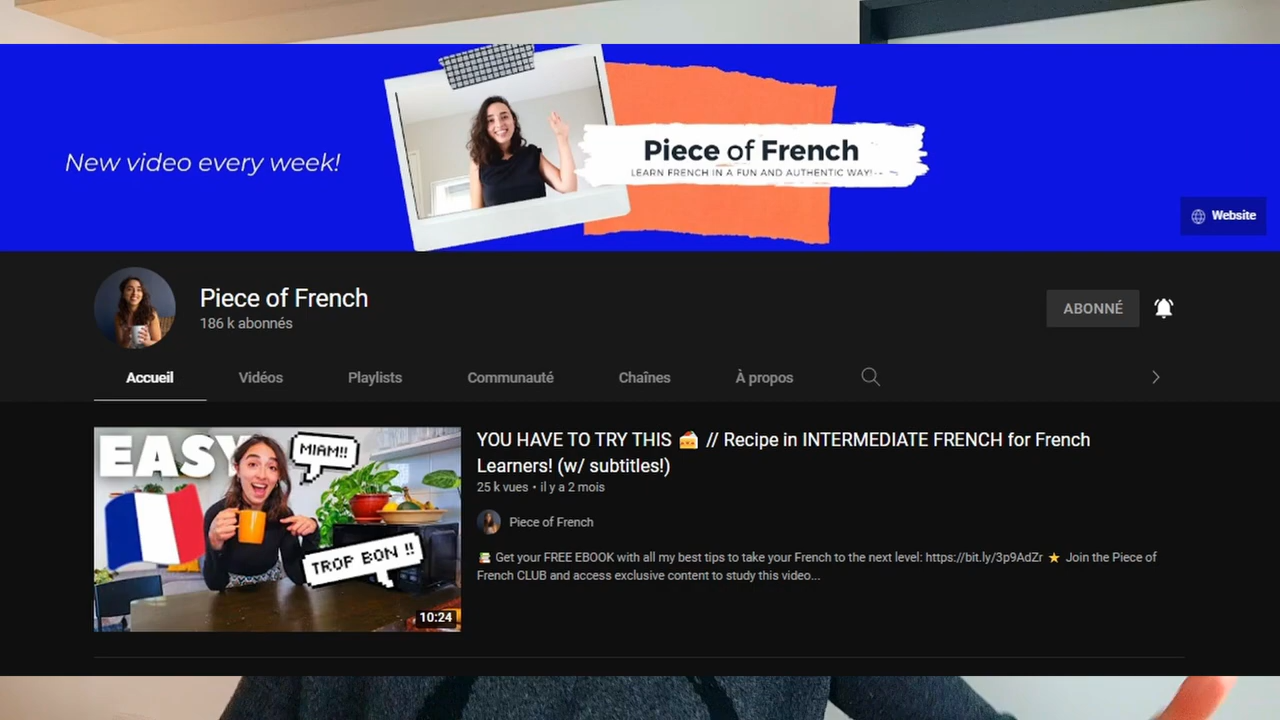 New video every week!
Piece of French
LEARN FRENCH IN A FUN AND AUTHENTIC WAY!
Website
Piece of French
186 k abonnés
ABONNÉ
Accueil
Vidéos
Playlists
Communauté
Chaînes
À propos
EASY
MIAM!!
TROP BON !!
10:24
YOU HAVE TO TRY THIS 🍰 // Recipe in INTERMEDIATE FRENCH for French
Learners! (w/ subtitles!)
25 k vues • il y a 2 mois
Piece of French
📚 Get your FREE EBOOK with all my best tips to take your French to the next level: https://bit.ly/3p9AdZr ⭐ Join the Piece of
French CLUB and access exclusive content to study this video...